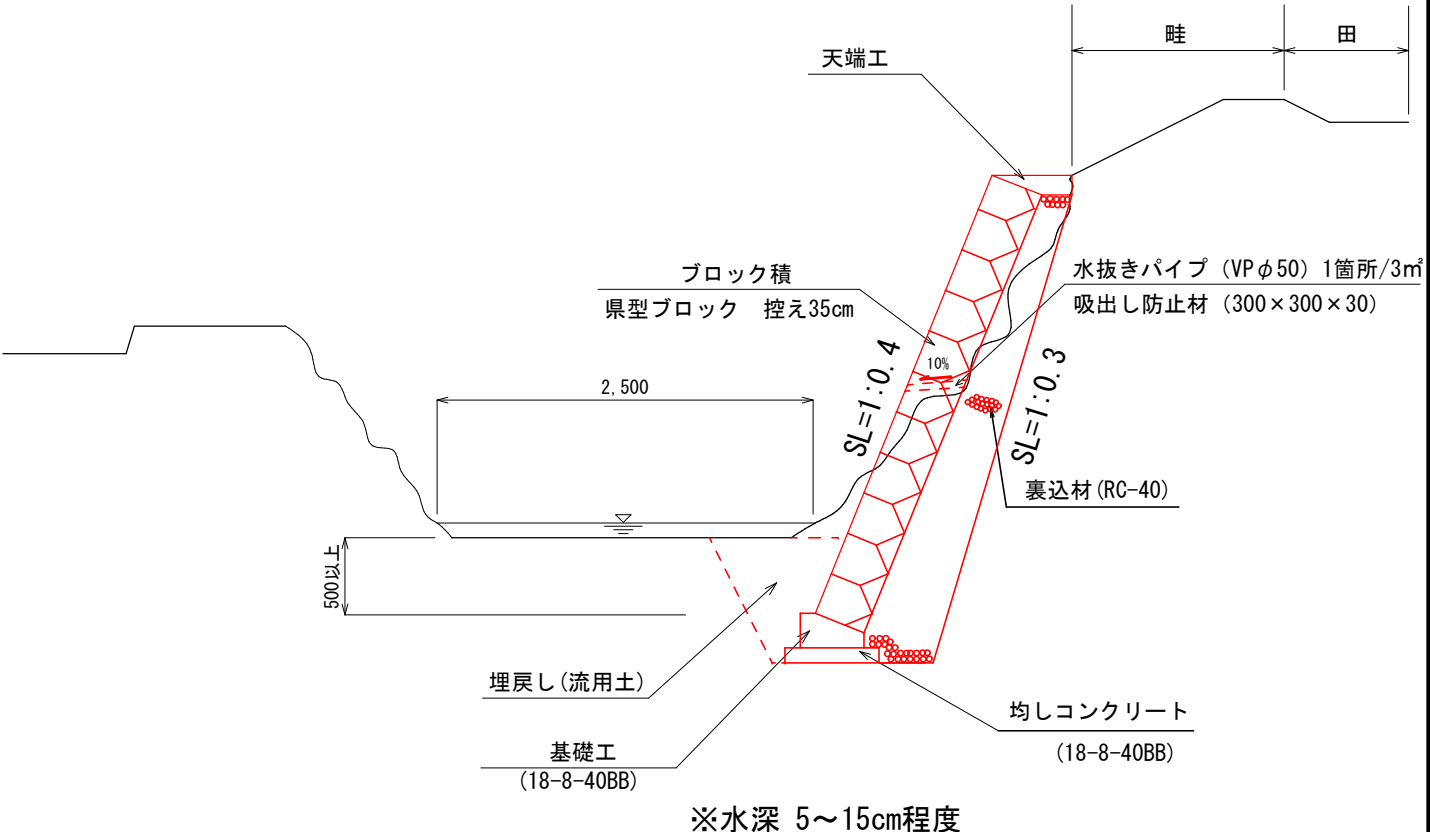 畦
田
天端工
ブロック積
県型ブロック 控え35cm
水抜きパイプ (VPφ50) 1箇所/3㎡
吸出し防止材 (300×300×30)
10%
SL=1:0.4
SL=1:0.3
2,500
裏込材(RC-40)
500以上
埋戻し(流用土)
均しコンクリート
(18-8-40BB)
基礎工
(18-8-40BB)
※水深 5～15cm程度